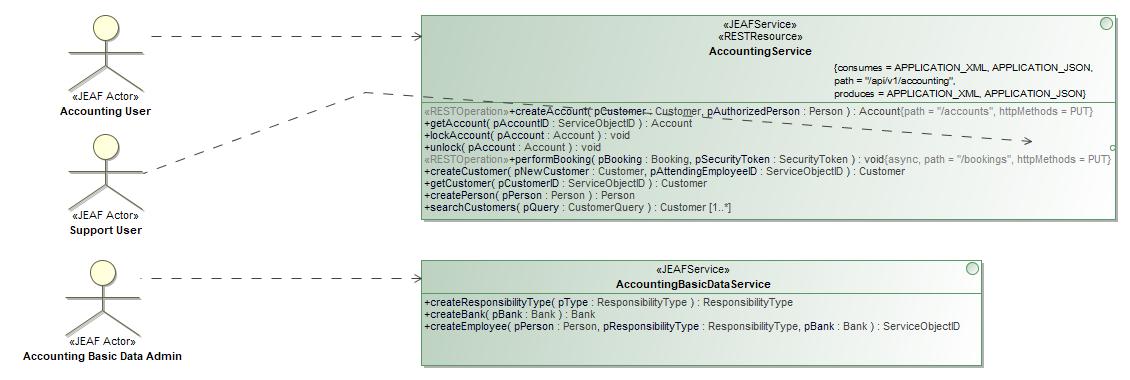 «JEAF Actor»
Accounting User
«JEAF Actor»
Support User
«JEAFService»
«RESTResource»
AccountingService
{consumes = APPLICATION_XML, APPLICATION_JSON,
path = "/api/v1/accounting",
produces = APPLICATION_XML, APPLICATION_JSON}
«RESTOperation»+createAccount( pCustomer : Customer, pAuthorizedPerson : Person ) : Account{path = "/accounts", httpMethods = PUT}
+getAccount( pAccountID : ServiceObjectID ) : Account
+lockAccount( pAccount : Account ) : void
+unlock( pAccount : Account ) : void
«RESTOperation»+performBooking( pBooking : Booking, pSecurityToken : SecurityToken ) : void{async, path = "/bookings", httpMethods = PUT}
+createCustomer( pNewCustomer : Customer, pAttendingEmployeeID : ServiceObjectID ) : Customer
+getCustomer( pCustomerID : ServiceObjectID ) : Customer
+createPerson( pPerson : Person ) : Person
+searchCustomers( pQuery : CustomerQuery ) : Customer [1..*]
«JEAF Actor»
Accounting Basic Data Admin
«JEAFService»
AccountingBasicDataService
+createResponsibilityType( pType : ResponsibilityType ) : ResponsibilityType
+createBank( pBank : Bank ) : Bank
+createEmployee( pPerson : Person, pResponsibilityType : ResponsibilityType, pBank : Bank ) : ServiceObjectID